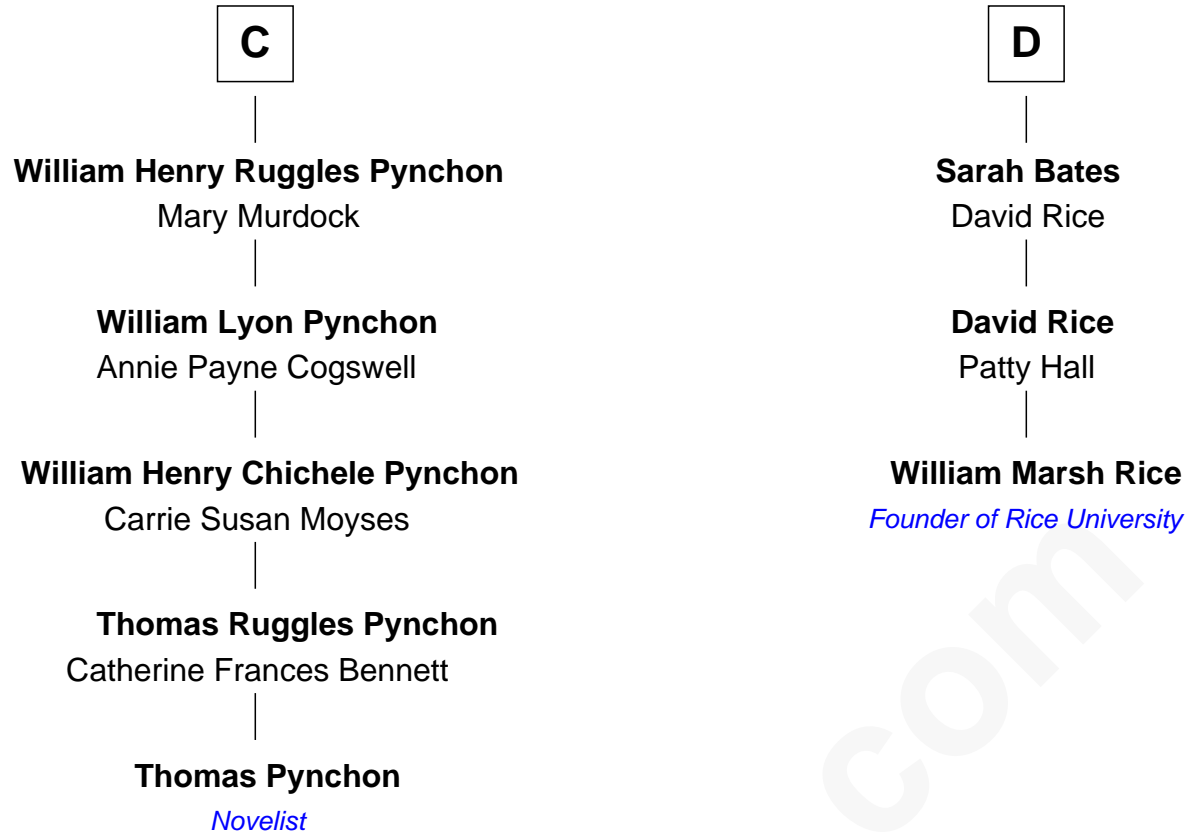 C
William Henry Ruggles Pynchon
Mary Murdock
William Lyon Pynchon
Annie Payne Cogswell
William Henry Chichele Pynchon
Carrie Susan Moyses
Thomas Ruggles Pynchon
Catherine Frances Bennett
Thomas Pynchon
Novelist
D
Sarah Bates
David Rice
David Rice
Patty Hall
William Marsh Rice
Founder of Rice University
com